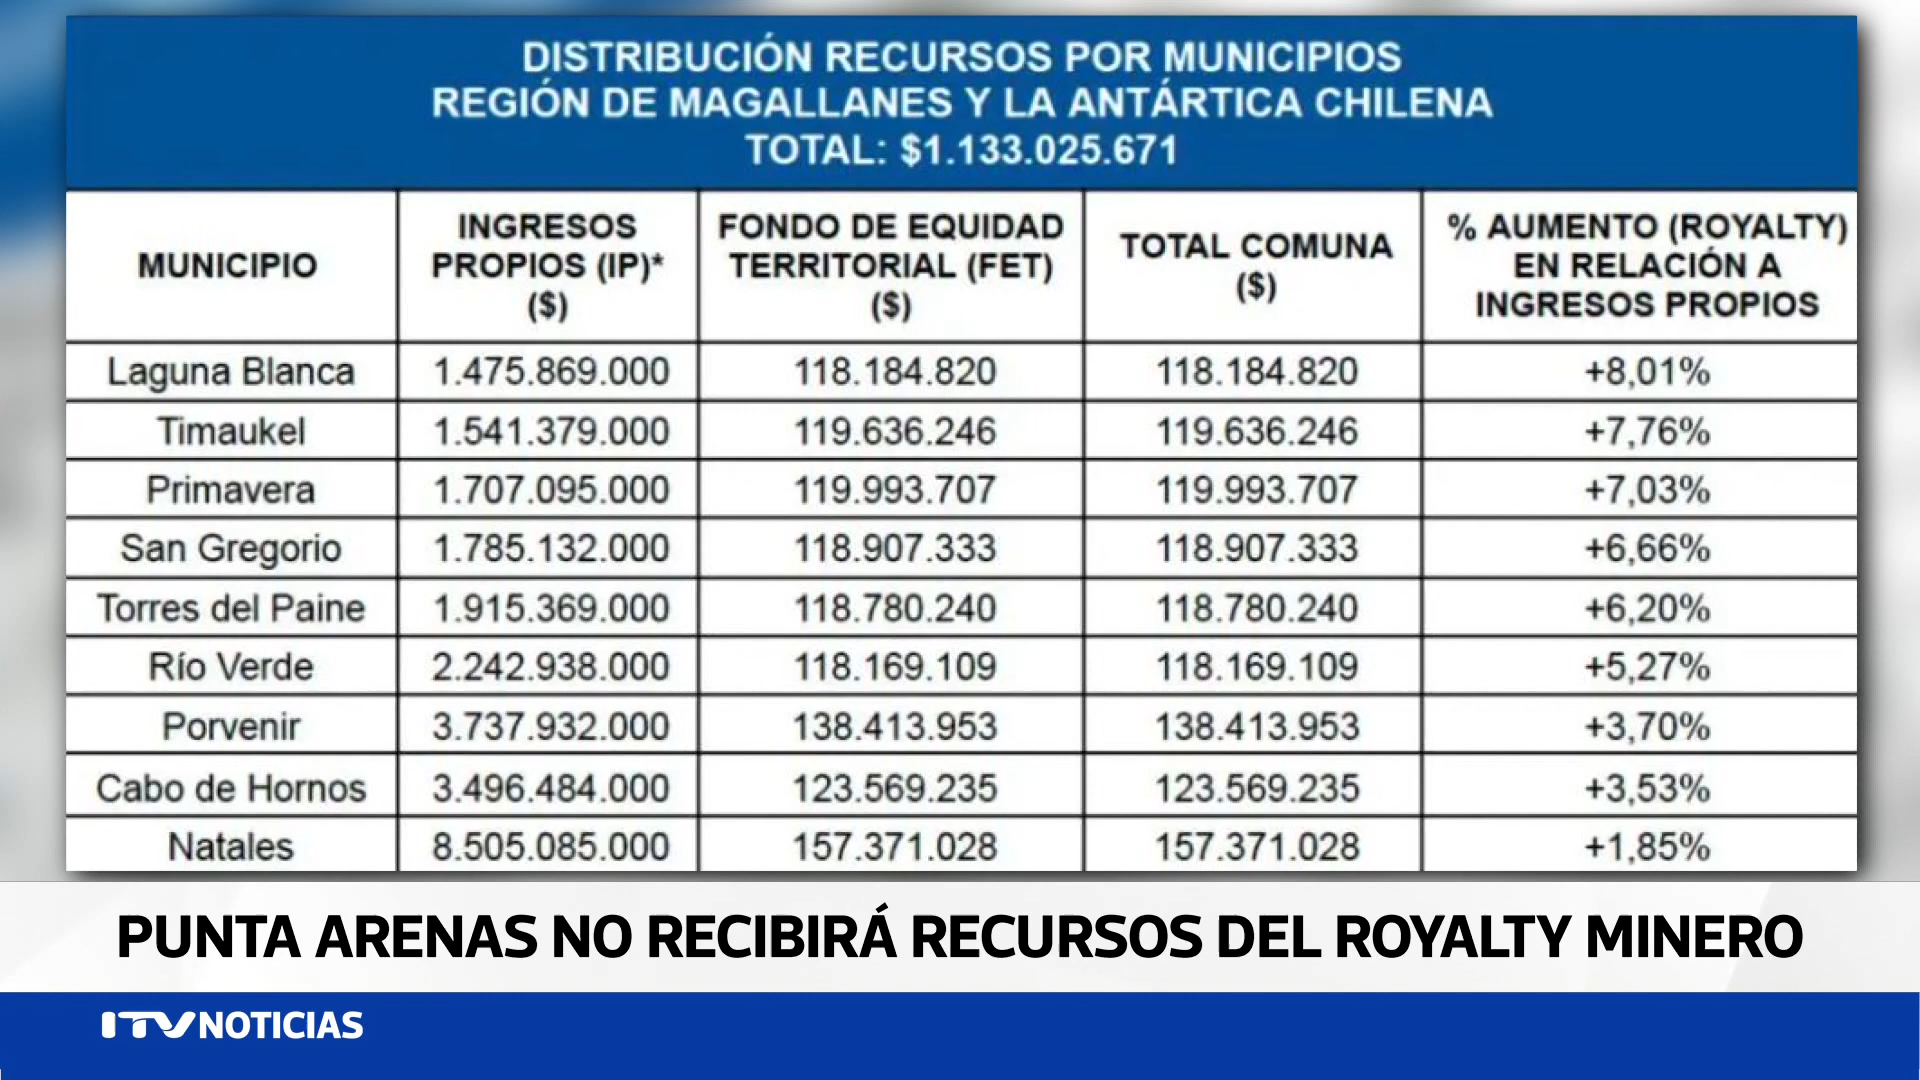 DISTRIBUCIÓN RECURSOS POR MUNICIPIOS
REGIÓN DE MAGALLANES Y LA ANTÁRTICA CHILENA
TOTAL: $1.133.025.671
MUNICIPIO
INGRESOS
PROPIOS (IP)*
($)
FONDO DE EQUIDAD
TERRITORIAL (FET)
($)
TOTAL COMUNA
($)
% AUMENTO (ROYALTY)
EN RELACIÓN A
INGRESOS PROPIOS
Laguna Blanca 1.475.869.000 118.184.820 118.184.820 +8,01%
Timaukel 1.541.379.000 119.636.246 119.636.246 +7,76%
Primavera 1.707.095.000 119.993.707 119.993.707 +7,03%
San Gregorio 1.785.132.000 118.907.333 118.907.333 +6,66%
Torres del Paine 1.915.369.000 118.780.240 118.780.240 +6,20%
Río Verde 2.242.938.000 118.169.109 118.169.109 +5,27%
Porvenir 3.737.932.000 138.413.953 138.413.953 +3,70%
Cabo de Hornos 3.496.484.000 123.569.235 123.569.235 +3,53%
Natales 8.505.085.000 157.371.028 157.371.028 +1,85%
PUNTA ARENAS NO RECIBIRÁ RECURSOS DEL ROYALTY MINERO
ITV NOTICIAS